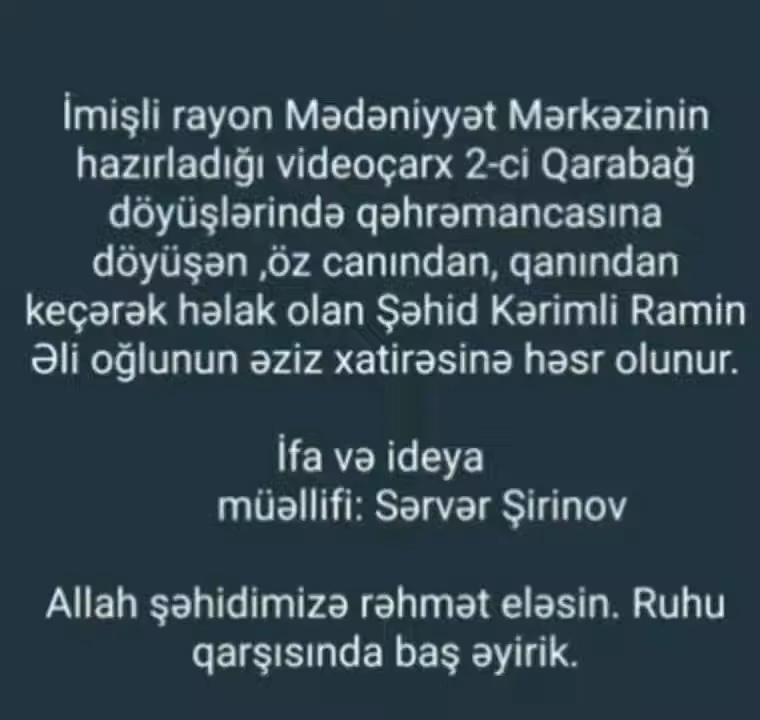 İmişli rayon Mədəniyyət Mərkəzinin
hazırladığı videoçarx 2-ci Qarabağ
döyüşlərində qəhrəmancasına
döyüşən ,öz canından, qanından
keçərək həlak olan Şəhid Kərimli Ramin
Əli oğlunun əziz xatirəsinə həsr olunur.
İfa və ideya
müəllifi: Sərvər Şirinov
Allah şəhidimizə rəhmət eləsin. Ruhu
qarşısında baş əyirik.